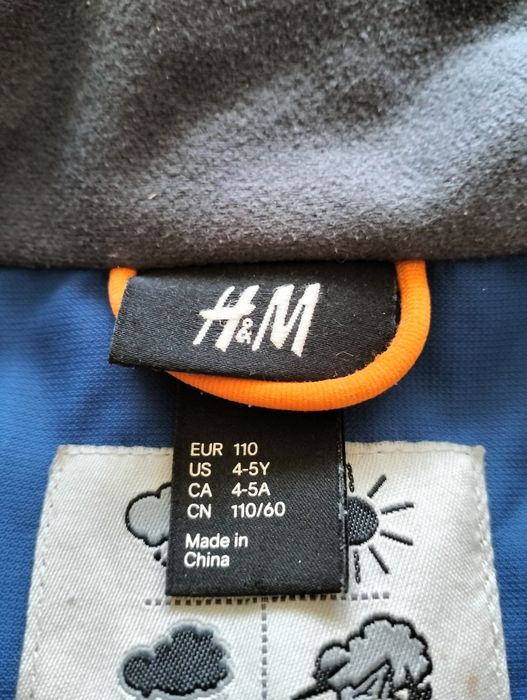 H&M
EUR 110
US 4-5Y
CA 4-5A
CN 110/60
Made in
China